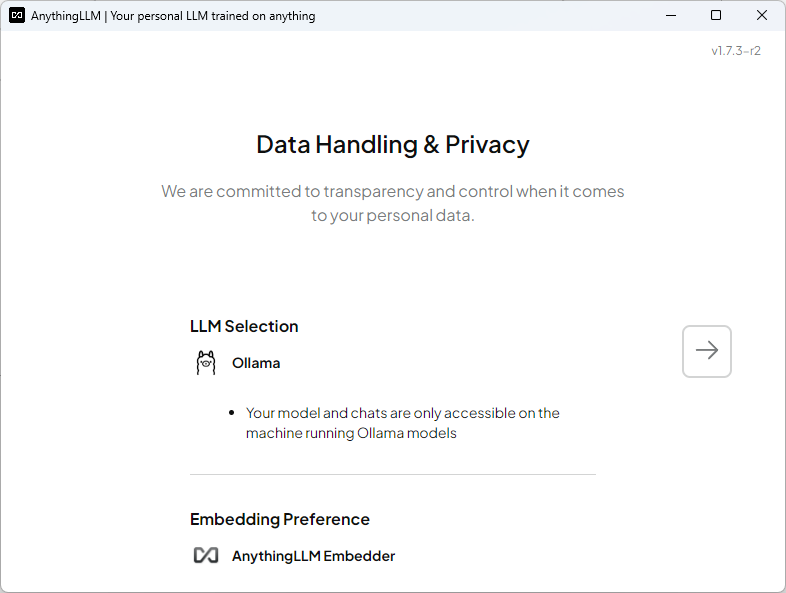 AnythingLLM | Your personal LLM trained on anything
v1.7.3-r2
Data Handling & Privacy
We are committed to transparency and control when it comes
to your personal data.
LLM Selection
Ollama
Your model and chats are only accessible on the
machine running Ollama models
Embedding Preference
AnythingLLM Embedder